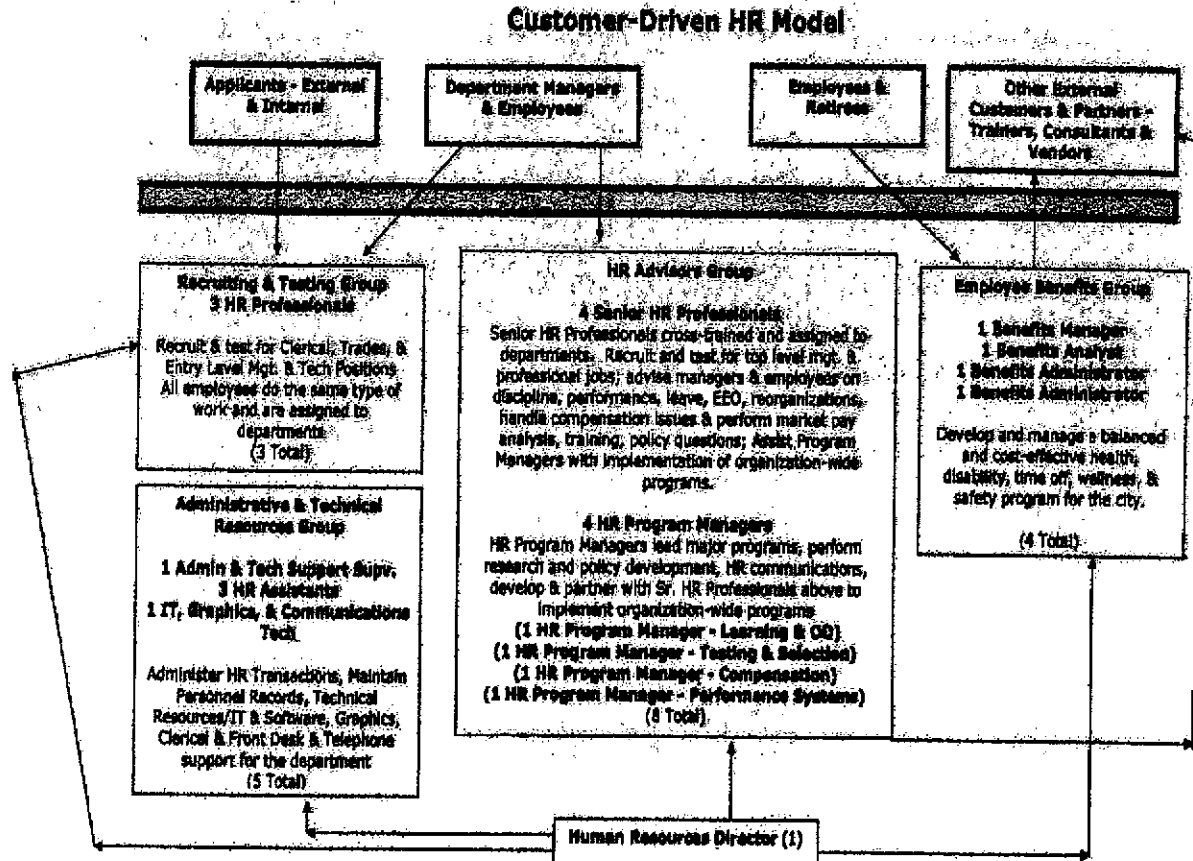 Customer-Driven HR Model
Applicants - External
& Internal
Department Managers
& Employees
Employees &
Retirees
Other External
Customers & Partners -
Trainers, Consultants &
Vendors
Recruiting & Testing Group
3 HR Professionals
Recruit & test for Clerical, Trades, &
Entry Level Mgt. & Tech Positions
All employees do the same type of
work and are assigned to
departments
(3 Total)
Administrative & Technical
Resources Group
1 Admin & Tech Support Supv.
3 HR Assistants
1 IT, Graphics, & Communications
Tech
Administer HR Transactions, Maintain
Personnel Records, Technical
Resources/IT & Software, Graphics,
Clerical & Front Desk & Telephone
support for the department
(5 Total)
HR Advisors Group
4 Senior HR Professionals
Senior HR Professionals cross-trained and assigned to
departments. Recruit and test for top level mgt. &
professional jobs; advise managers & employees on
discipline, performance, leave, EEO, reorganizations,
handle compensation issues & perform market pay
analysis, training, policy questions; Assist Program
Managers with implementation of organization-wide
programs.
4 HR Program Managers
HR Program Managers lead major programs, perform
research and policy development, HR communications,
develop & partner with Sr. HR Professionals above to
implement organization-wide programs
(1 HR Program Manager - Learning & OD)
(1 HR Program Manager - Testing & Selection)
(1 HR Program Manager - Compensation)
(1 HR Program Manager - Performance Systems)
(8 Total)
Employee Benefits Group
1 Benefits Manager
1 Benefits Analyst
1 Benefits Administrator
1 Benefits Administrator
Develop and manage a balanced
and cost-effective health,
disability, time off, wellness, &
safety program for the city.
(4 Total)
Human Resources Director (1)